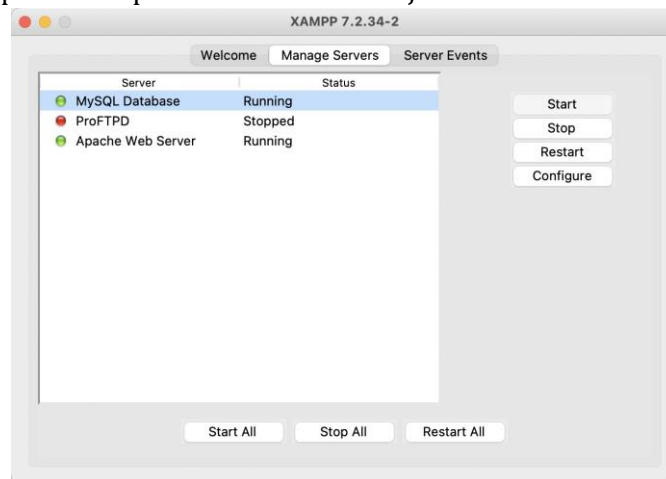 XAMPP 7.2.34-2
Welcome Manage Servers Server Events
Server Status
MySQL Database Running
ProFTPD Stopped
Apache Web Server Running
Start
Stop
Restart
Configure
Start All Stop All Restart All